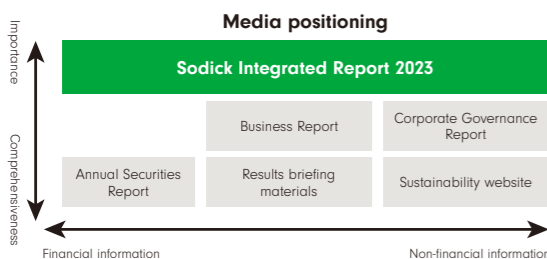 Media positioning
Importance
Sodick Integrated Report 2023
Business Report
Corporate Governance
Report
Comprehensiveness
Annual Securities
Report
Results briefing
materials
Sustainability website
Financial information
Non-financial information